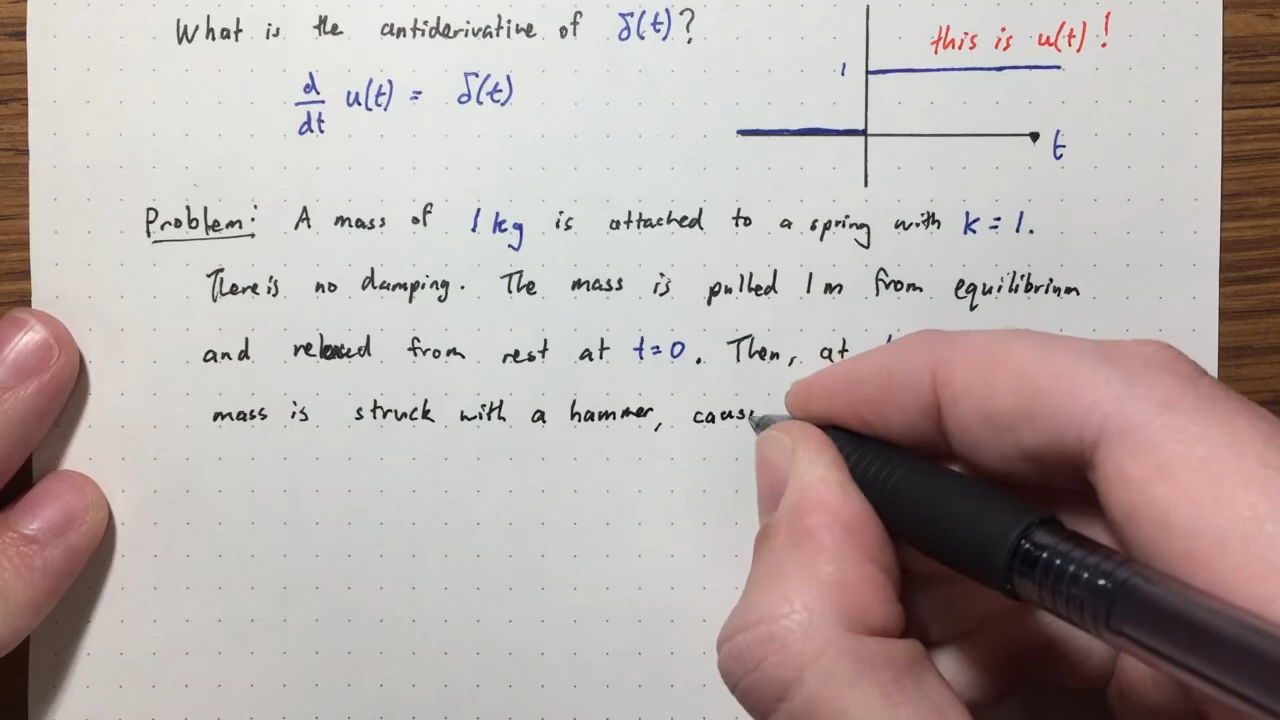 What is the antiderivative of δ(t)?
this is u(t)!
1
d/dt u(t) = δ(t)
t
Problem: A mass of 1 kg is attached to a spring with k = 1.
There is no damping. The mass is pulled 1 m from equilibrium
and released from rest at t=0. Then, at
mass is struck with a hammer, caus